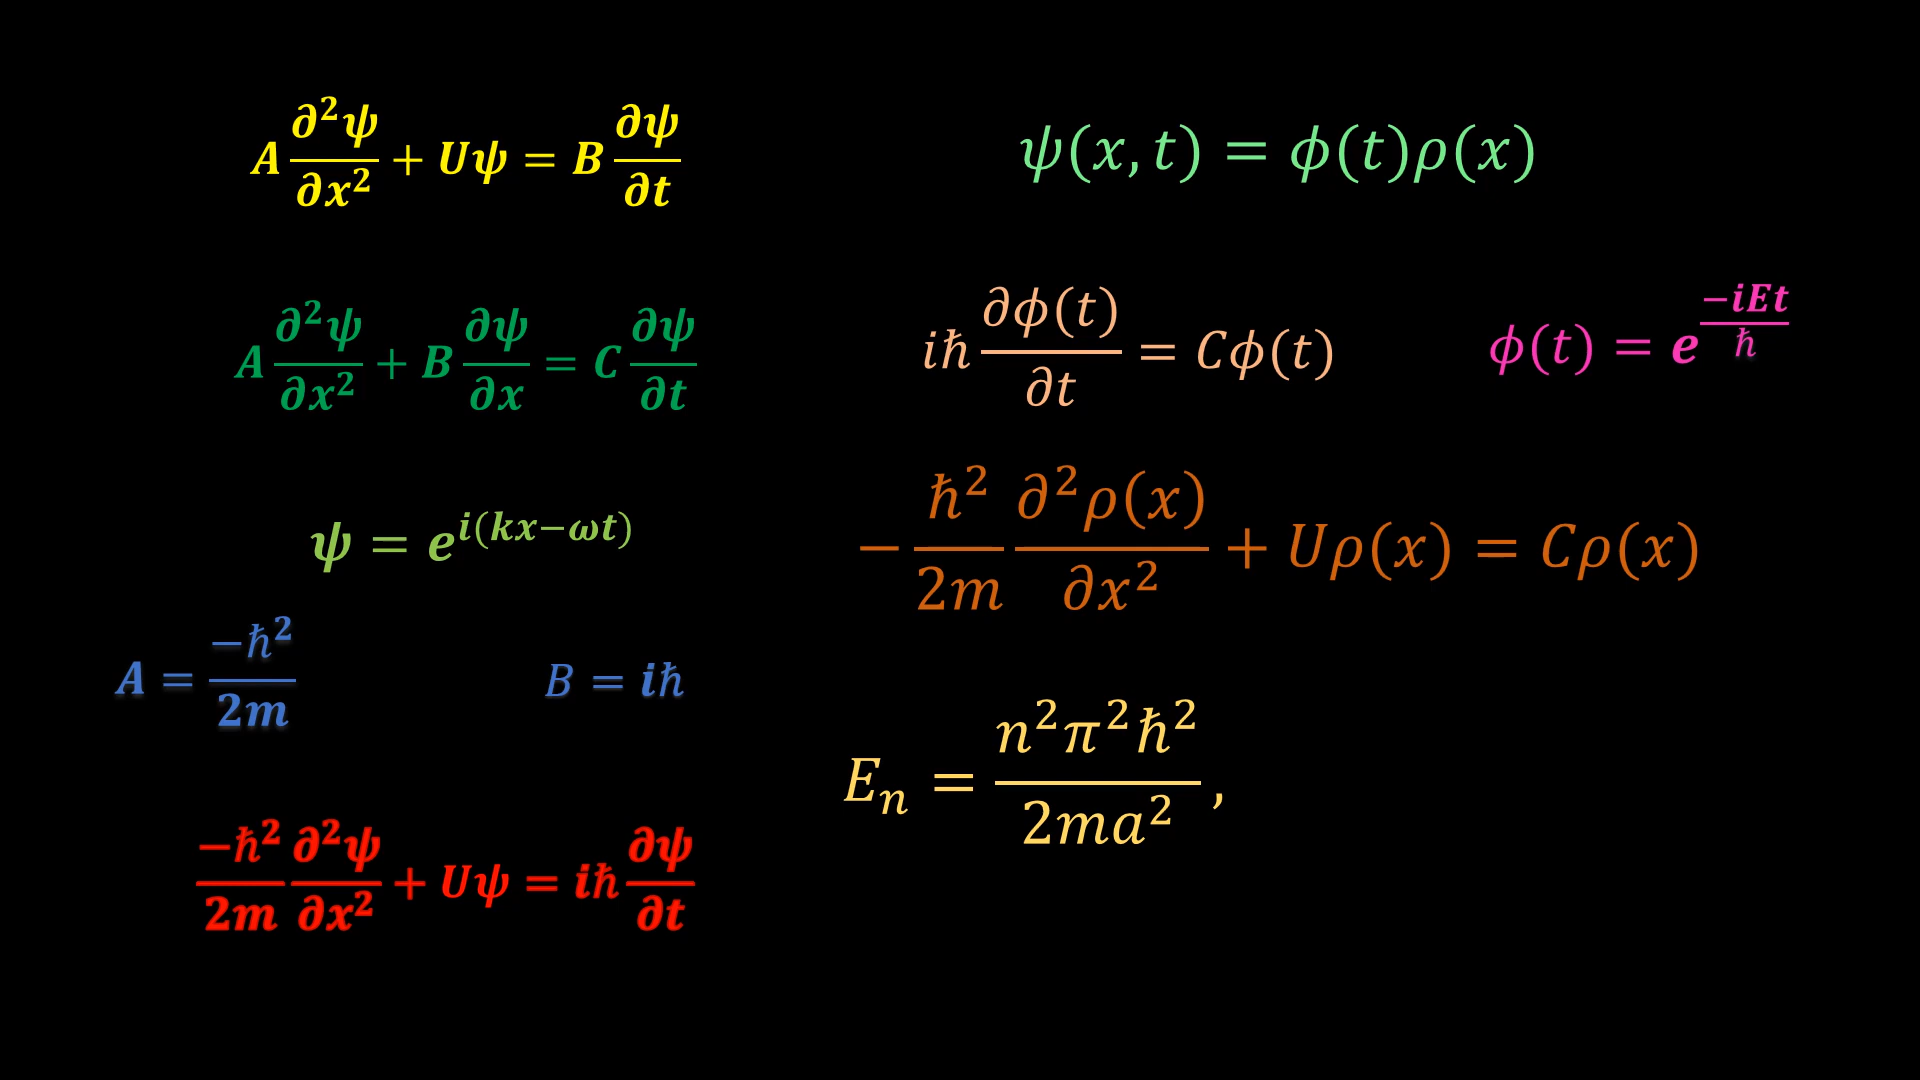 A ∂²ψ/∂x² + Uψ = B ∂ψ/∂t
A ∂²ψ/∂x² + B ∂ψ/∂x = C ∂ψ/∂t
ψ = e^{i(kx−ωt)}
A = −ℏ²/2m
B = iℏ
−ℏ²/2m ∂²ψ/∂x² + Uψ = iℏ ∂ψ/∂t
ψ(x,t) = ϕ(t)ρ(x)
iℏ ∂ϕ(t)/∂t = Cϕ(t)
ϕ(t) = e^{−iEt/ℏ}
− ℏ²/2m ∂²ρ(x)/∂x² + Uρ(x) = Cρ(x)
Eₙ = n²π²ℏ²/2ma² ,